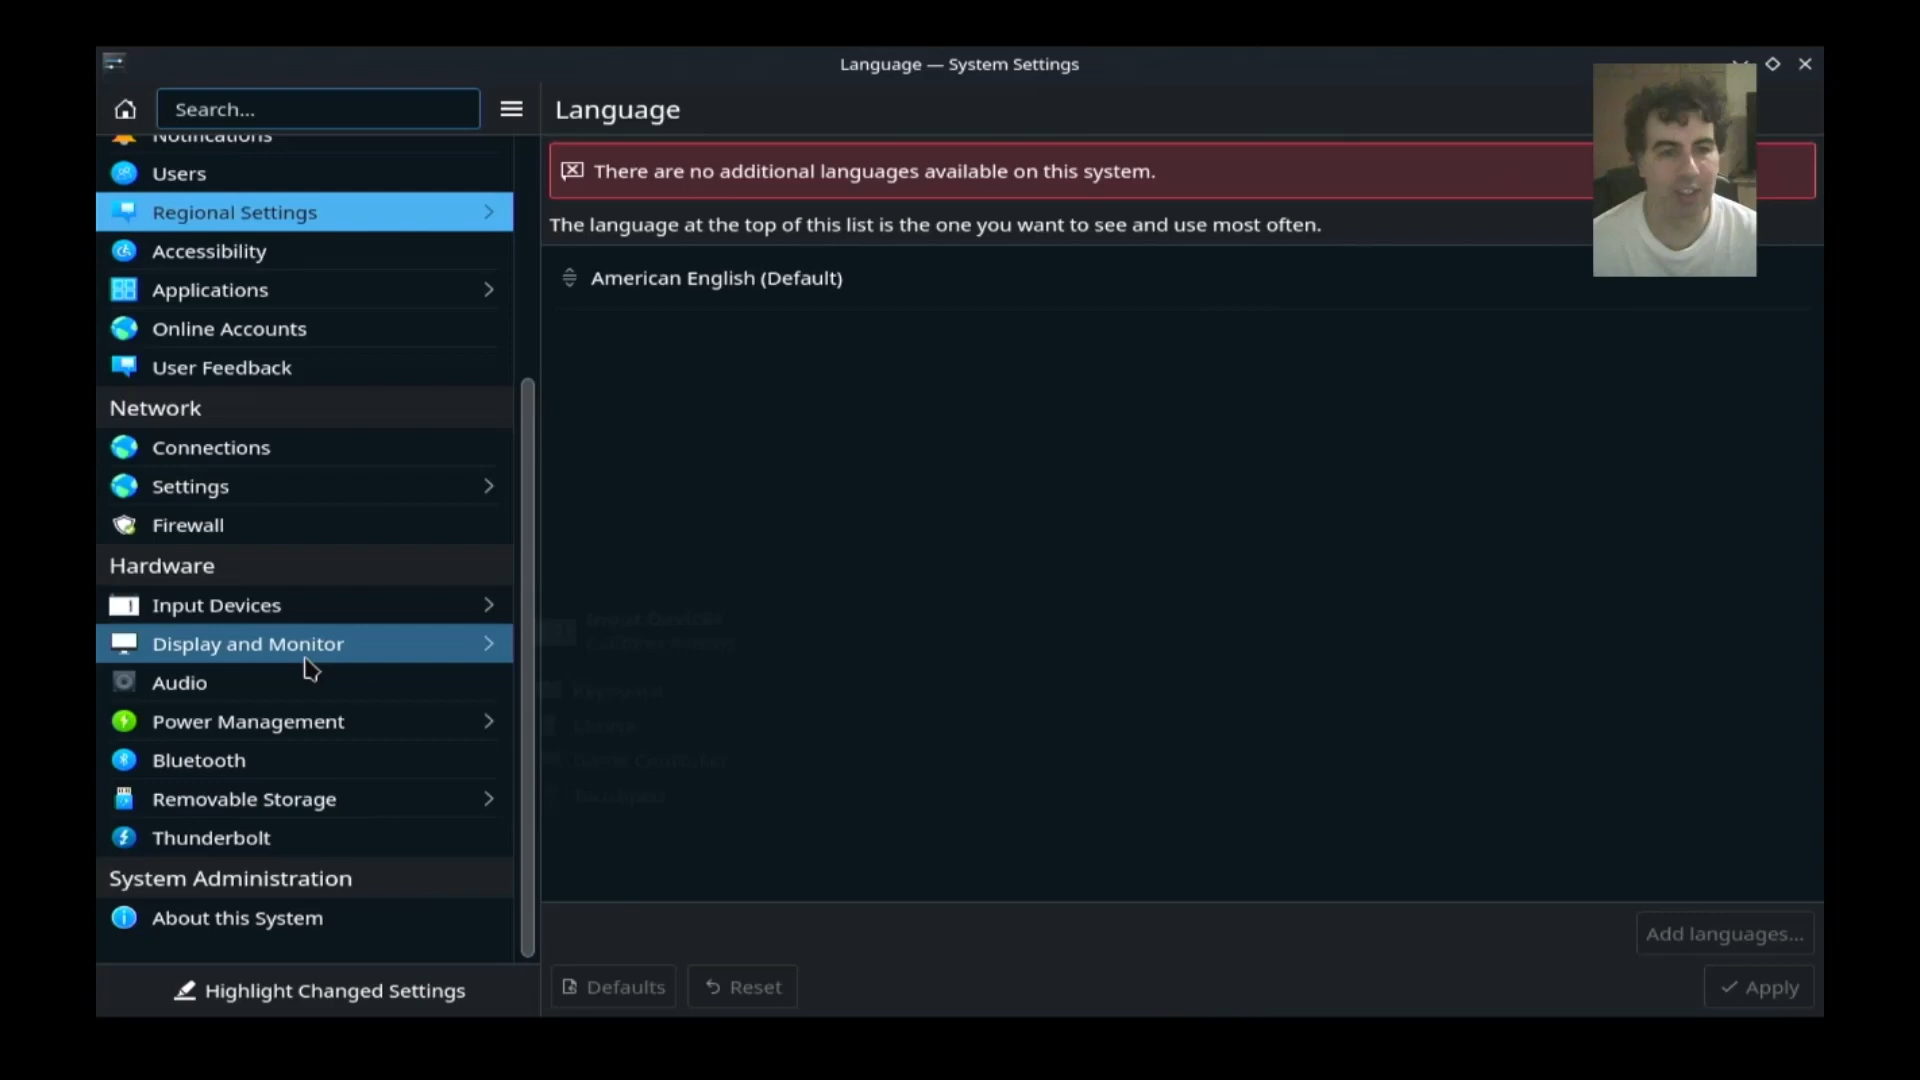 Language — System Settings
Search...
Language
Notifications
Users
Regional Settings
Accessibility
Applications
Online Accounts
User Feedback
Network
Connections
Settings
Firewall
Hardware
Input Devices
Display and Monitor
Audio
Power Management
Bluetooth
Removable Storage
Thunderbolt
System Administration
About this System
Highlight Changed Settings
There are no additional languages available on this system.
The language at the top of this list is the one you want to see and use most often.
American English (Default)
Input Devices
Add languages...
Defaults
Reset
Apply